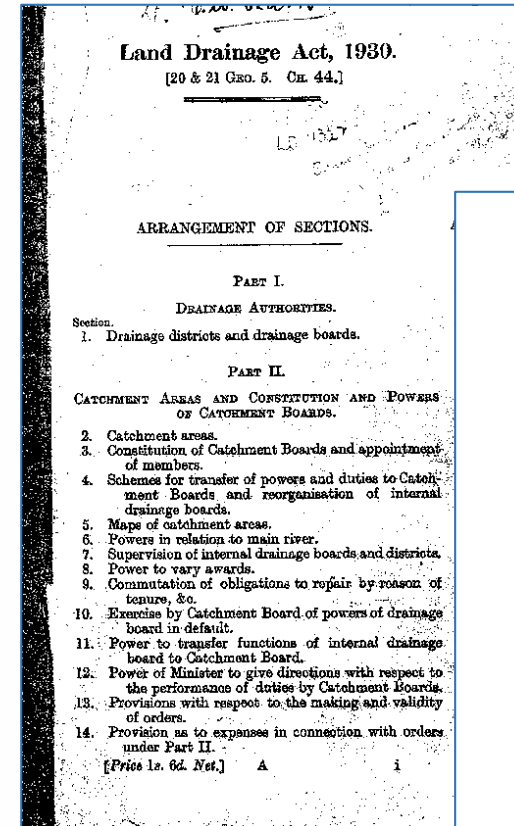 Land Drainage Act, 1930.
[20 & 21 GEO. 5. CH. 44.]
ARRANGEMENT OF SECTIONS.
PART I.
DRAINAGE AUTHORITIES.
Section.
1. Drainage districts and drainage boards.
PART II.
CATCHMENT AREAS AND CONSTITUTION AND POWERS
OF CATCHMENT BOARDS.
2. Catchment areas.
3. Constitution of Catchment Boards and appointment
of members.
4. Schemes for transfer of powers and duties to Catch-
ment Boards and reorganisation of internal
drainage boards.
5. Maps of catchment areas.
6. Powers in relation to main river.
7. Supervision of internal drainage boards and districts.
8. Power to vary awards.
9. Commutation of obligations to repair by reason of
tenure, &c.
10. Exercise by Catchment Board of powers of drainage
board in default.
11. Power to transfer functions of internal drainage
board to Catchment Board.
12. Power of Minister to give directions with respect to
the performance of duties by Catchment Boards.
13. Provisions with respect to the making and validity
of orders.
14. Provision as to expenses in connection with orders
under Part II.
[Price 1s. 6d. Net.] A i